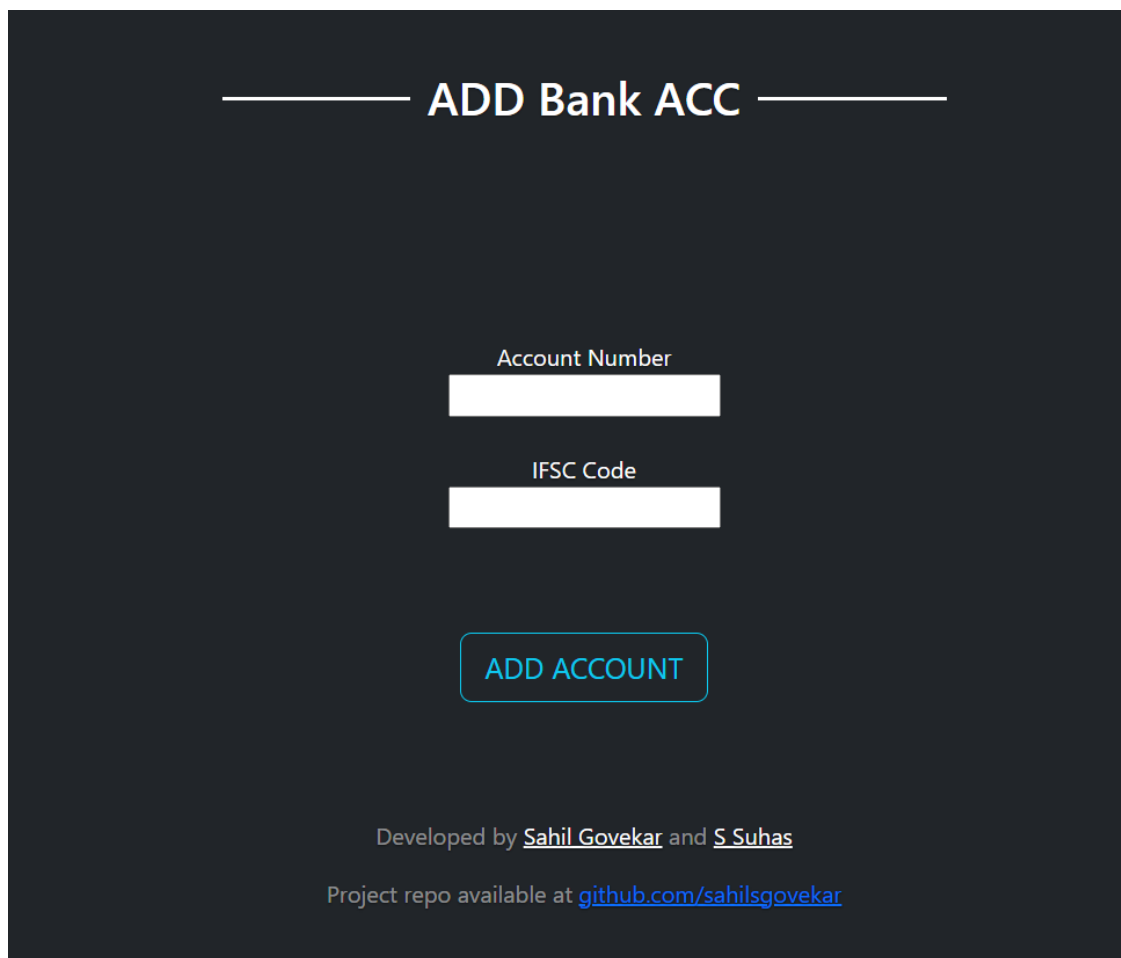 ADD Bank ACC
Account Number
IFSC Code
ADD ACCOUNT
Developed by Sahil Govekar and S Suhas
Project repo available at github.com/sahilsgovekar